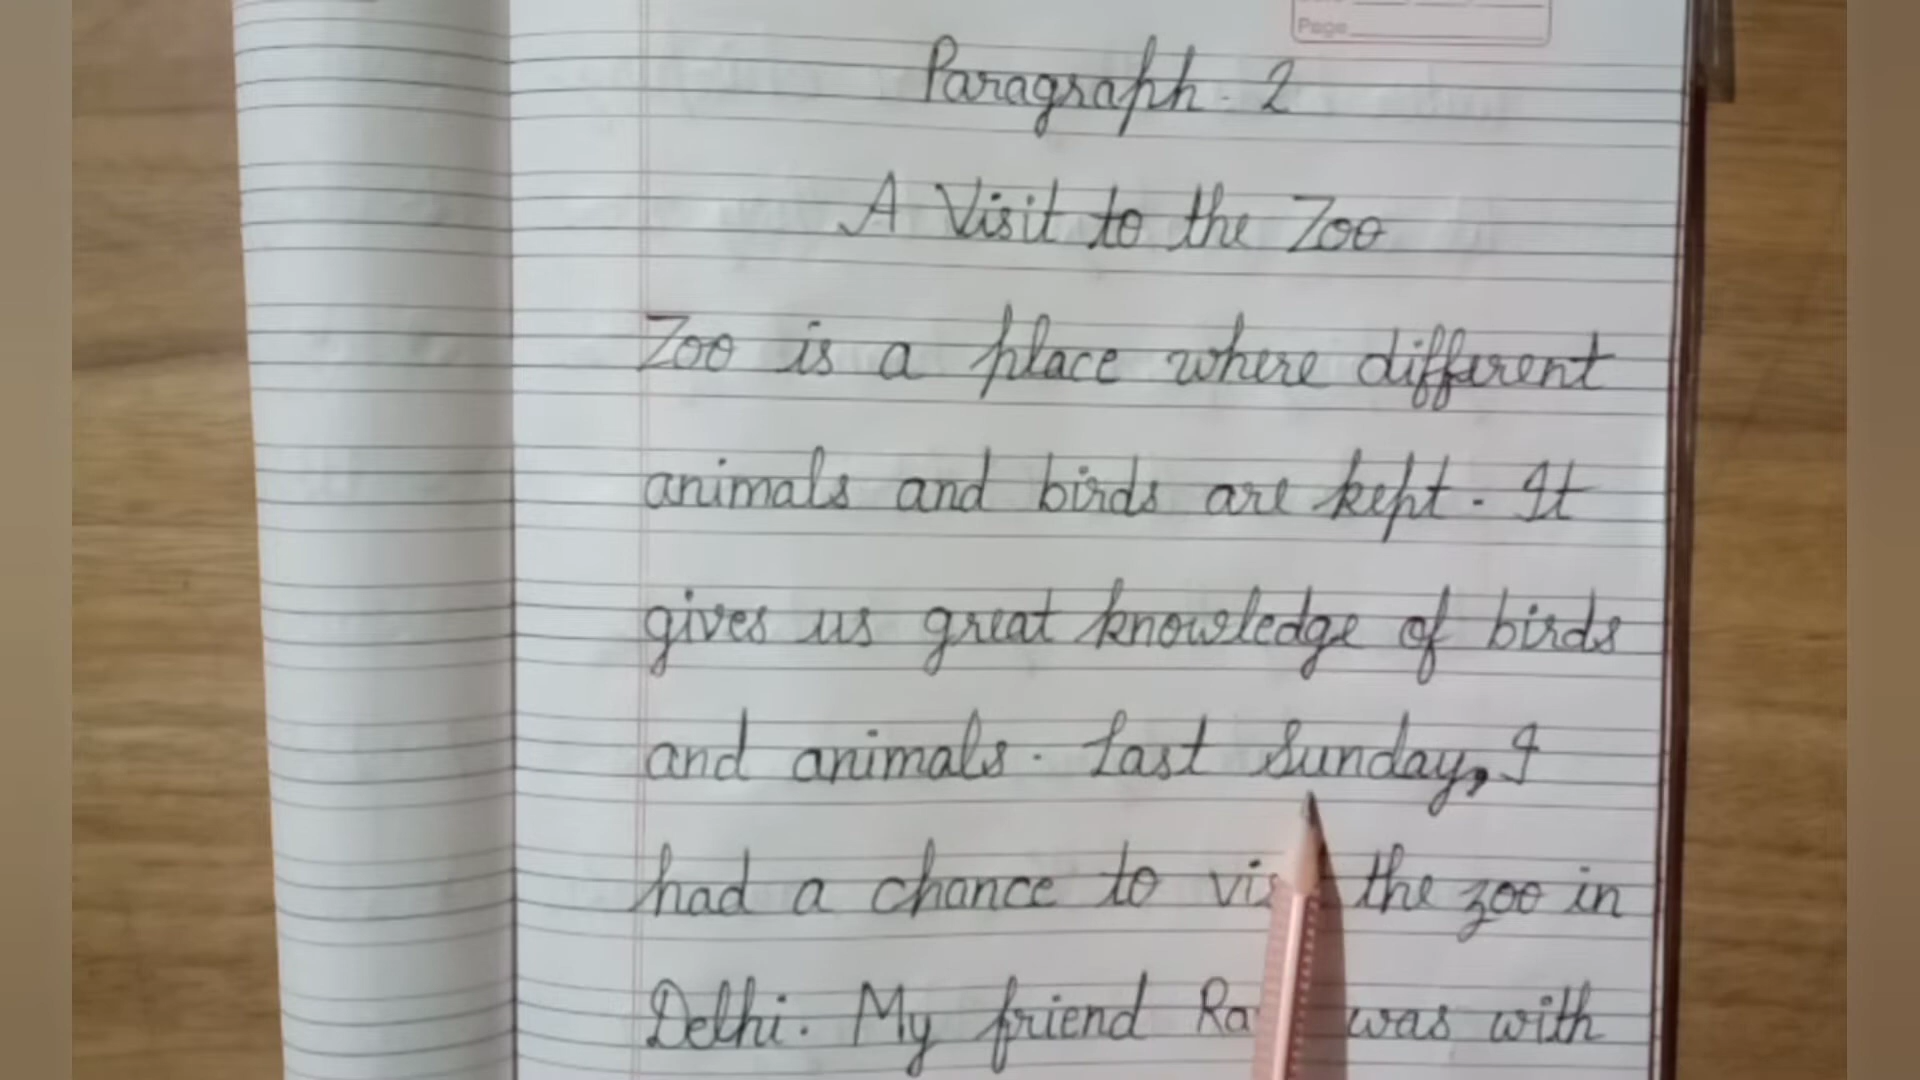 Page
Paragraph - 2
A Visit to the Zoo
Zoo is a place where different
animals and birds are kept. It
gives us great knowledge of birds
and animals. Last Sunday, I
had a chance to the zoo in
Delhi. My friend was with